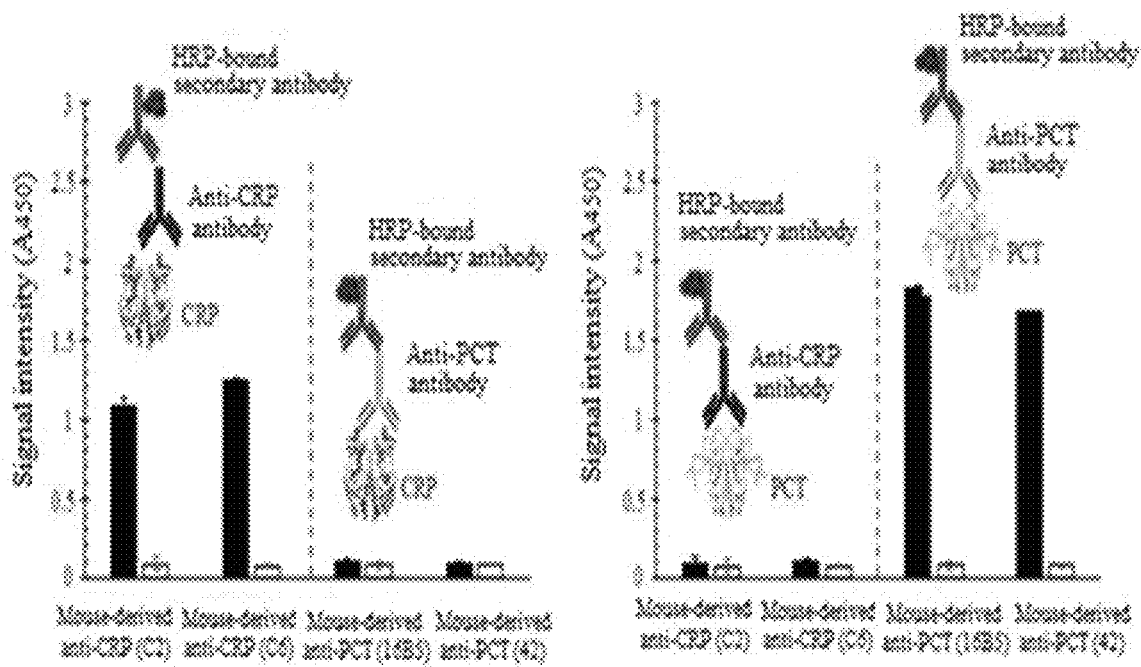 HRP-bound
secondary antibody
3
2.5
2
1.5
1
0.5
0
Signal intensity (A450)
Anti-CRP
antibody
CRP
HRP-bound
secondary antibody
Anti-PCT
antibody
CRP
Mouse-derived
anti-CRP (C2)
Mouse-derived
anti-CRP (C6)
Mouse-derived
anti-PCT (16B5)
Mouse-derived
anti-PCT (42)
HRP-bound
secondary antibody
3
2.5
2
1.5
1
0.5
0
Signal intensity (A450)
Anti-PCT
antibody
PCT
HRP-bound
secondary antibody
Anti-CRP
antibody
PCT
Mouse-derived
anti-CRP (C2)
Mouse-derived
anti-CRP (C6)
Mouse-derived
anti-PCT (16B5)
Mouse-derived
anti-PCT (42)